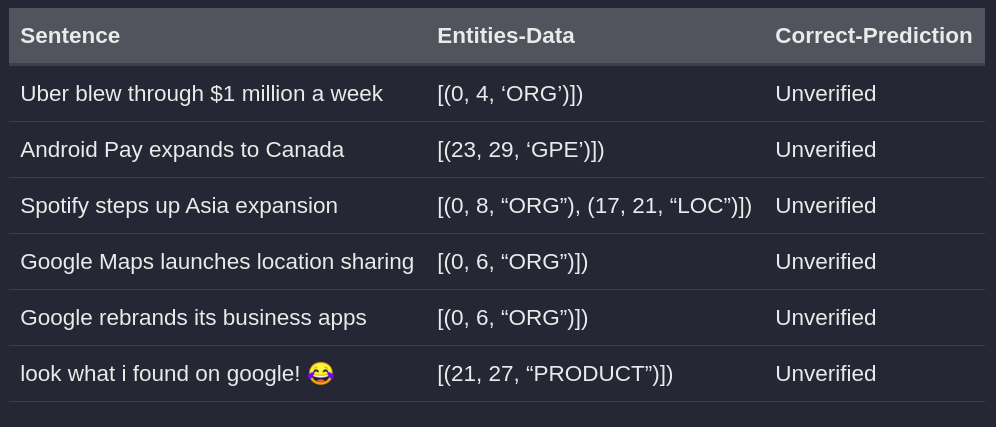 Sentence Entities-Data Correct-Prediction
Uber blew through $1 million a week [(0, 4, ‘ORG’)]) Unverified
Android Pay expands to Canada [(23, 29, ‘GPE’)]) Unverified
Spotify steps up Asia expansion [(0, 8, “ORG”), (17, 21, “LOC”)]) Unverified
Google Maps launches location sharing [(0, 6, “ORG”)]) Unverified
Google rebrands its business apps [(0, 6, “ORG”)]) Unverified
look what i found on google! 😂 [(21, 27, “PRODUCT”)]) Unverified